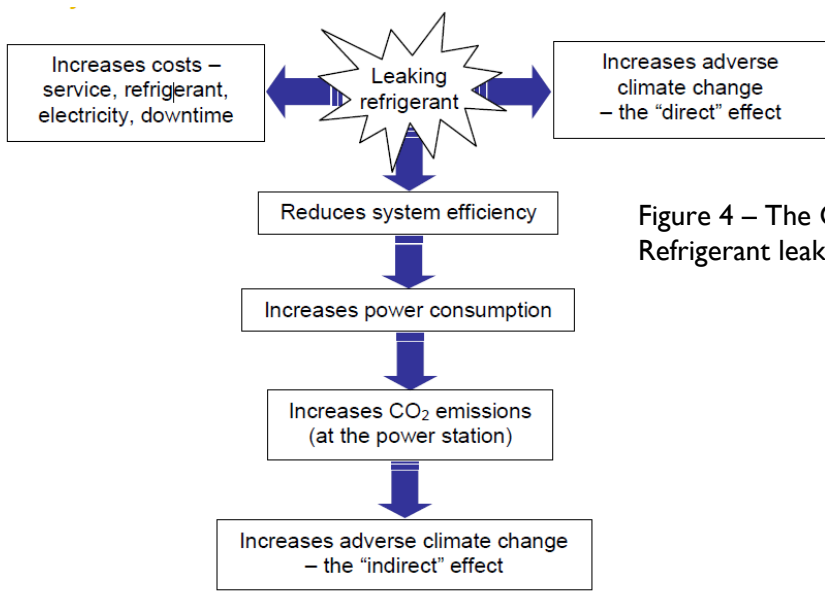 Increases costs –
service, refrigerant,
electricity, downtime
Leaking
refrigerant
Increases adverse
climate change
– the “direct” effect
Reduces system efficiency
Figure 4 – The
Refrigerant leak
Increases power consumption
Increases CO₂ emissions
(at the power station)
Increases adverse climate change
– the “indirect” effect